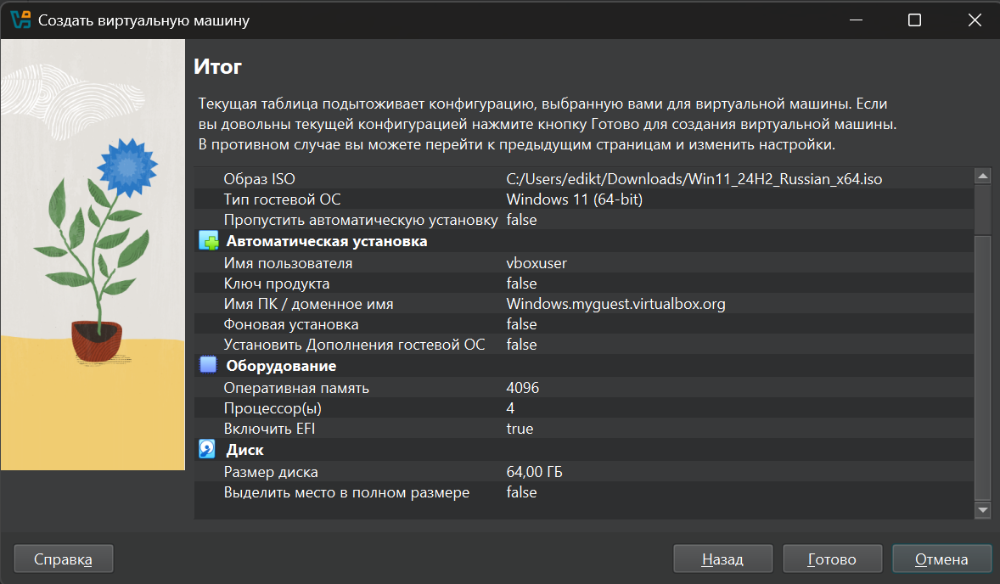 Создать виртуальную машину
Итог
Текущая таблица подытоживает конфигурацию, выбранную вами для виртуальной машины. Если
вы довольны текущей конфигурацией нажмите кнопку Готово для создания виртуальной машины.
В противном случае вы можете перейти к предыдущим страницам и изменить настройки.
Образ ISO C:/Users/edikt/Downloads/Win11_24H2_Russian_x64.iso
Тип гостевой ОС Windows 11 (64-bit)
Пропустить автоматическую установку false
Автоматическая установка
Имя пользователя vboxuser
Ключ продукта false
Имя ПК / доменное имя Windows.myguest.virtualbox.org
Фоновая установка false
Установить Дополнения гостевой ОС false
Оборудование
Оперативная память 4096
Процессор(ы) 4
Включить EFI true
Диск
Размер диска 64,00 ГБ
Выделить место в полном размере false
Справка Назад Готово Отмена